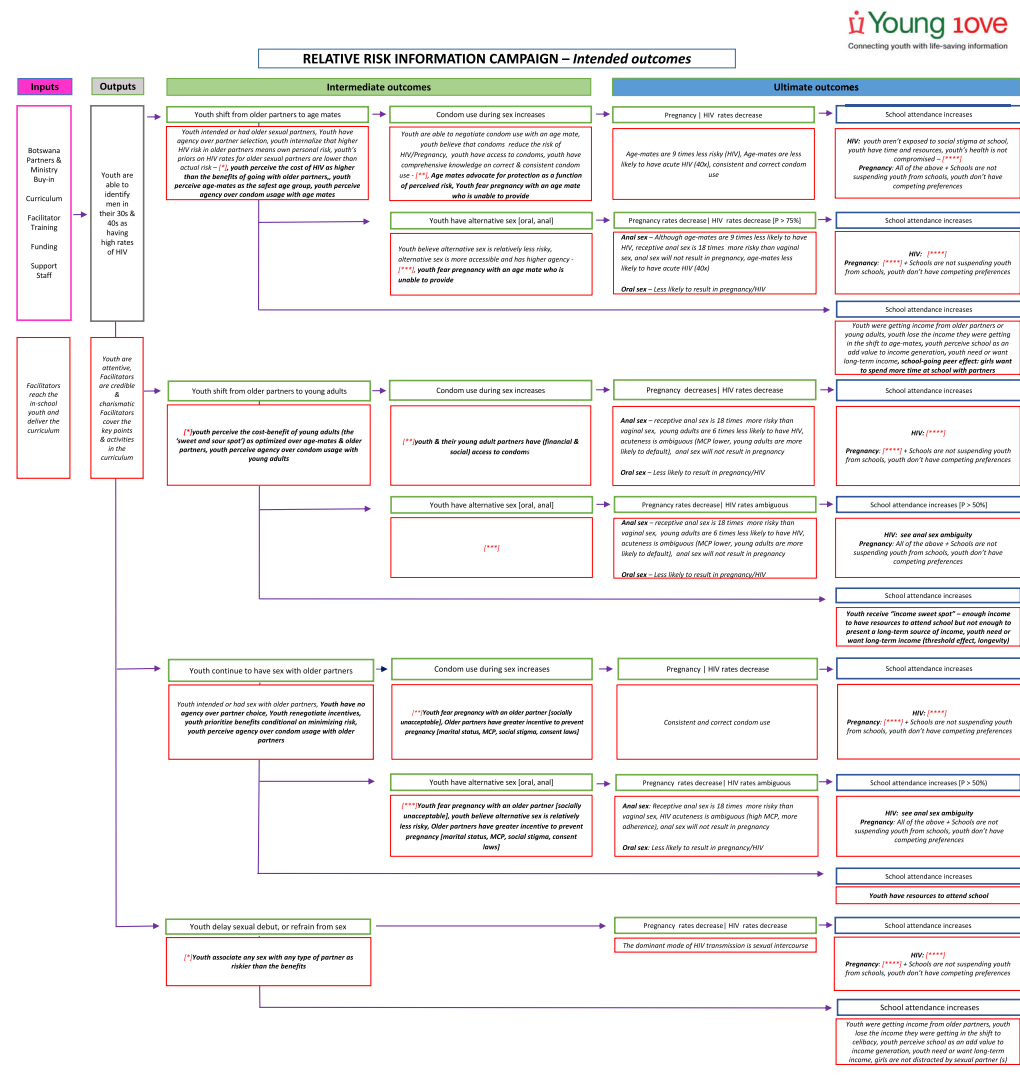 Young 1ove
Connecting youth with life-saving information
RELATIVE RISK INFORMATION CAMPAIGN – Intended outcomes
Inputs
Outputs
Intermediate outcomes
Ultimate outcomes
Botswana
Partners &
Ministry
Buy-in
Curriculum
Facilitator
Training
Funding
Support
Staff
Youth are
able to
identify
men in
their 30s &
40s as
having
high rates
of HIV
Facilitators
reach the
in-school
youth and
deliver the
curriculum
Youth are
attentive,
Facilitators
are credible
&
charismatic
Facilitators
cover the
key points
& activities
in the
curriculum
Youth shift from older partners to age mates
Condom use during sex increases
Pregnancy | HIV rates decrease
School attendance increases
Youth intended or had older sexual partners, Youth have
agency over partner selection, youth internalize that higher
HIV risk in older partners means own personal risk, youth's
priors on HIV rates for older sexual partners are lower than
actual risk – [*], youth perceive the cost of HIV as higher
than the benefits of going with older partners,, youth
perceive age-mates as the safest age group, youth perceive
agency over condom usage with age mates
Youth are able to negotiate condom use with an age mate,
youth believe that condoms reduce the risk of
HIV/Pregnancy, youth have access to condoms, youth have
comprehensive knowledge on correct & consistent condom
use - [**], Age mates advocate for protection as a function
of perceived risk, Youth fear pregnancy with an age mate
who is unable to provide
Age-mates are 9 times less risky (HIV), Age-mates are less
likely to have acute HIV (40x), consistent and correct condom
use
HIV: youth aren't exposed to social stigma at school,
youth have time and resources, youth's health is not
compromised – [****]
Pregnancy: All of the above + Schools are not
suspending youth from schools, youth don't have
competing preferences
Youth have alternative sex [oral, anal]
Pregnancy rates decrease| HIV rates decrease [P > 75%]
School attendance increases
Youth believe alternative sex is relatively less risky,
alternative sex is more accessible and has higher agency -
[***], youth fear pregnancy with an age mate who is
unable to provide
Anal sex – Although age-mates are 9 times less likely to have
HIV, receptive anal sex is 18 times more risky than vaginal
sex, anal sex will not result in pregnancy, age-mates less
likely to have acute HIV (40x)
Oral sex – Less likely to result in pregnancy/HIV
HIV: [****]
Pregnancy: [****] + Schools are not suspending youth
from schools, youth don't have competing preferences
School attendance increases
Youth were getting income from older partners or
young adults, youth lose the income they were getting
in the shift to age-mates, youth perceive school as an
add value to income generation, youth need or want
long-term income, school-going peer effect: girls want
to spend more time at school with partners
Youth shift from older partners to young adults
Condom use during sex increases
Pregnancy decreases| HIV rates decrease
School attendance increases
[*]youth perceive the cost-benefit of young adults (the
'sweet and sour spot') as optimized over age-mates & older
partners, youth perceive agency over condom usage with
young adults
[**]youth & their young adult partners have (financial &
social) access to condoms
Anal sex – receptive anal sex is 18 times more risky than
vaginal sex, young adults are 6 times less likely to have HIV,
acuteness is ambiguous (MCP lower, young adults are more
likely to default), anal sex will not result in pregnancy
Oral sex – Less likely to result in pregnancy/HIV
HIV: [****]
Pregnancy: [****] + Schools are not suspending youth
from schools, youth don't have competing preferences
Youth have alternative sex [oral, anal]
Pregnancy rates decrease| HIV rates ambiguous
School attendance increases [P > 50%]
[***]
Anal sex – receptive anal sex is 18 times more risky than
vaginal sex, young adults are 6 times less likely to have HIV,
acuteness is ambiguous (MCP lower, young adults are more
likely to default), anal sex will not result in pregnancy
Oral sex – Less likely to result in pregnancy/HIV
HIV: see anal sex ambiguity
Pregnancy: All of the above + Schools are not
suspending youth from schools, youth don't have
competing preferences
School attendance increases
Youth receive "income sweet spot" – enough income
to have resources to attend school but not enough to
present a long-term source of income, youth need or
want long-term income (threshold effect, longevity)
Youth continue to have sex with older partners
Condom use during sex increases
Pregnancy | HIV rates decrease
School attendance increases
Youth intended or had sex with older partners, Youth have no
agency over partner choice, Youth renegotiate incentives,
youth prioritize benefits conditional on minimizing risk,
youth perceive agency over condom usage with older
partners
[**]Youth fear pregnancy with an older partner [socially
unacceptable], Older partners have greater incentive to prevent
pregnancy [marital status, MCP, social stigma, consent laws]
Consistent and correct condom use
HIV: [****]
Pregnancy: [****] + Schools are not suspending youth
from schools, youth don't have competing preferences
Youth have alternative sex [oral, anal]
Pregnancy rates decrease| HIV rates ambiguous
School attendance increases [P > 50%)
[***]Youth fear pregnancy with an older partner [socially
unacceptable], youth believe alternative sex is relatively
less risky, Older partners have greater incentive to prevent
pregnancy [marital status, MCP, social stigma, consent
laws]
Anal sex: Receptive anal sex is 18 times more risky than
vaginal sex, HIV acuteness is ambiguous (high MCP, more
adherence), anal sex will not result in pregnancy
Oral sex: Less likely to result in pregnancy/HIV
HIV: see anal sex ambiguity
Pregnancy: All of the above + Schools are not
suspending youth from schools, youth don't have
competing preferences
School attendance increases
Youth have resources to attend school
Youth delay sexual debut, or refrain from sex
Pregnancy rates decrease| HIV rates decrease
School attendance increases
[*]Youth associate any sex with any type of partner as
riskier than the benefits
The dominant mode of HIV transmission is sexual intercourse
HIV: [****]
Pregnancy: [****] + Schools are not suspending youth
from schools, youth don't have competing preferences
School attendance increases
Youth were getting income from older partners, youth
lose the income they were getting in the shift to
celibacy, youth perceive school as an add value to
income generation, youth need or want long-term
income, girls are not distracted by sexual partner (s)